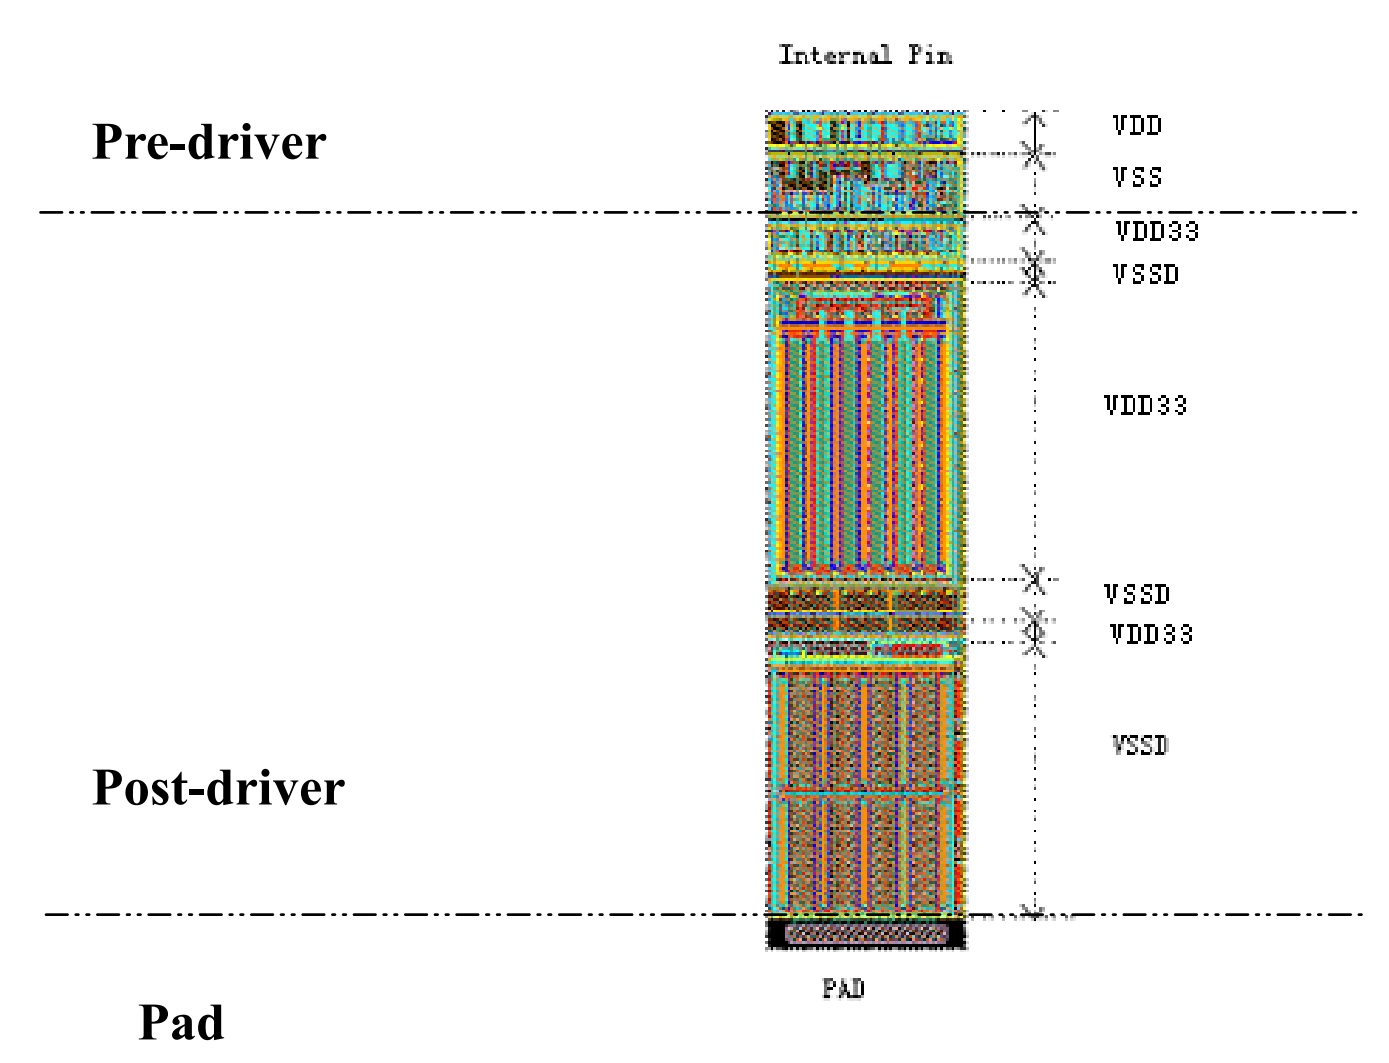 Internal Pin
Pre-driver
VDD
VSS
VDD33
VSSD
VDD33
VSSD
VDD33
VSSD
Post-driver
PAD
Pad